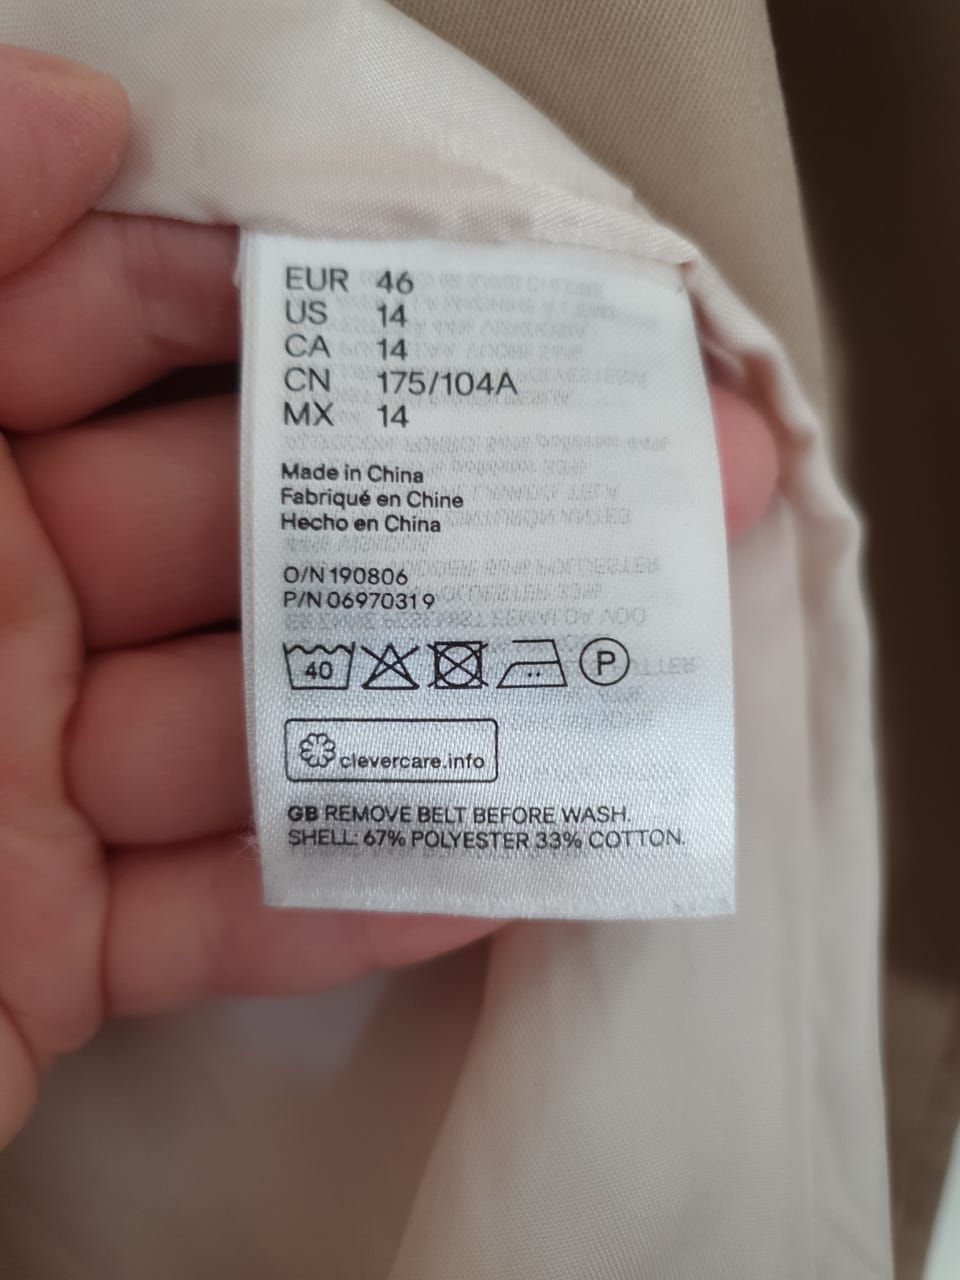 EUR 46
US 14
CA 14
CN 175/104A
MX 14
Made in China
Fabriqué en Chine
Hecho en China
O/N 190806
P/N 06970319
40 P
clevercare.info
GB REMOVE BELT BEFORE WASH.
SHELL: 67% POLYESTER 33% COTTON.